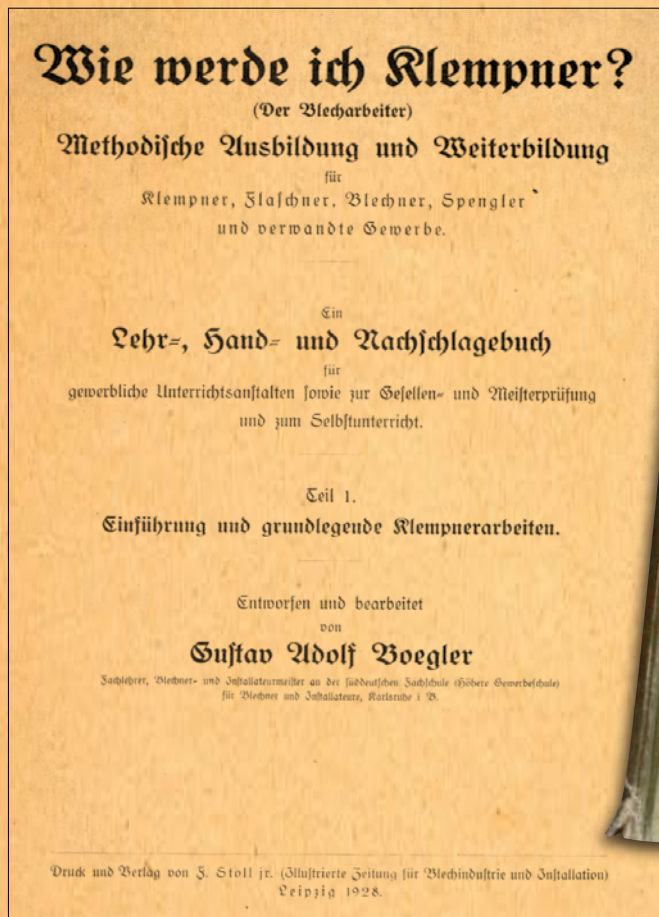 Wie werde ich Klempner?
(Der Blecharbeiter)
Methodische Ausbildung und Weiterbildung
für
Klempner, Flaschner, Blechner, Spengler
und verwandte Gewerbe.
Ein
Lehr-, Hand- und Nachschlagebuch
für
gewerbliche Unterrichtsanstalten sowie zur Gesellen- und Meisterprüfung
und zum Selbstunterricht.
Teil 1.
Einführung und grundlegende Klempnerarbeiten.
Entworfen und bearbeitet
von
Gustav Adolf Boegler
Fachlehrer, Blechner- und Installateurmeister an der süddeutschen Fachschule (Höhere Gewerbeschule)
für Blechner und Installateure, Karlsruhe i B.
Druck und Verlag von F. Stoll jr. (Illustrierte Zeitung für Blechindustrie und Installation)
Leipzig 1928.